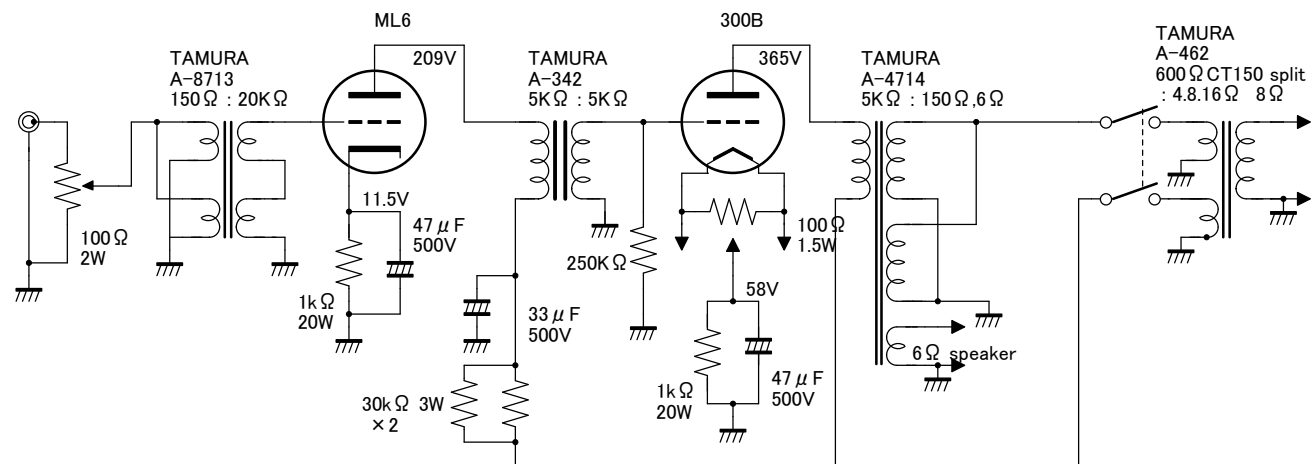 ML6
300B
TAMURA
A-8713
150Ω : 20KΩ
209V
TAMURA
A-342
5KΩ : 5KΩ
365V
TAMURA
A-4714
5KΩ : 150Ω,6Ω
TAMURA
A-462
600ΩCT150 split
: 4.8.16Ω 8Ω
100Ω
2W
11.5V
47μF
500V
1kΩ
20W
33μF
500V
30kΩ 3W
×2
250KΩ
100Ω
1.5W
58V
1kΩ
20W
47μF
500V
6Ω speaker